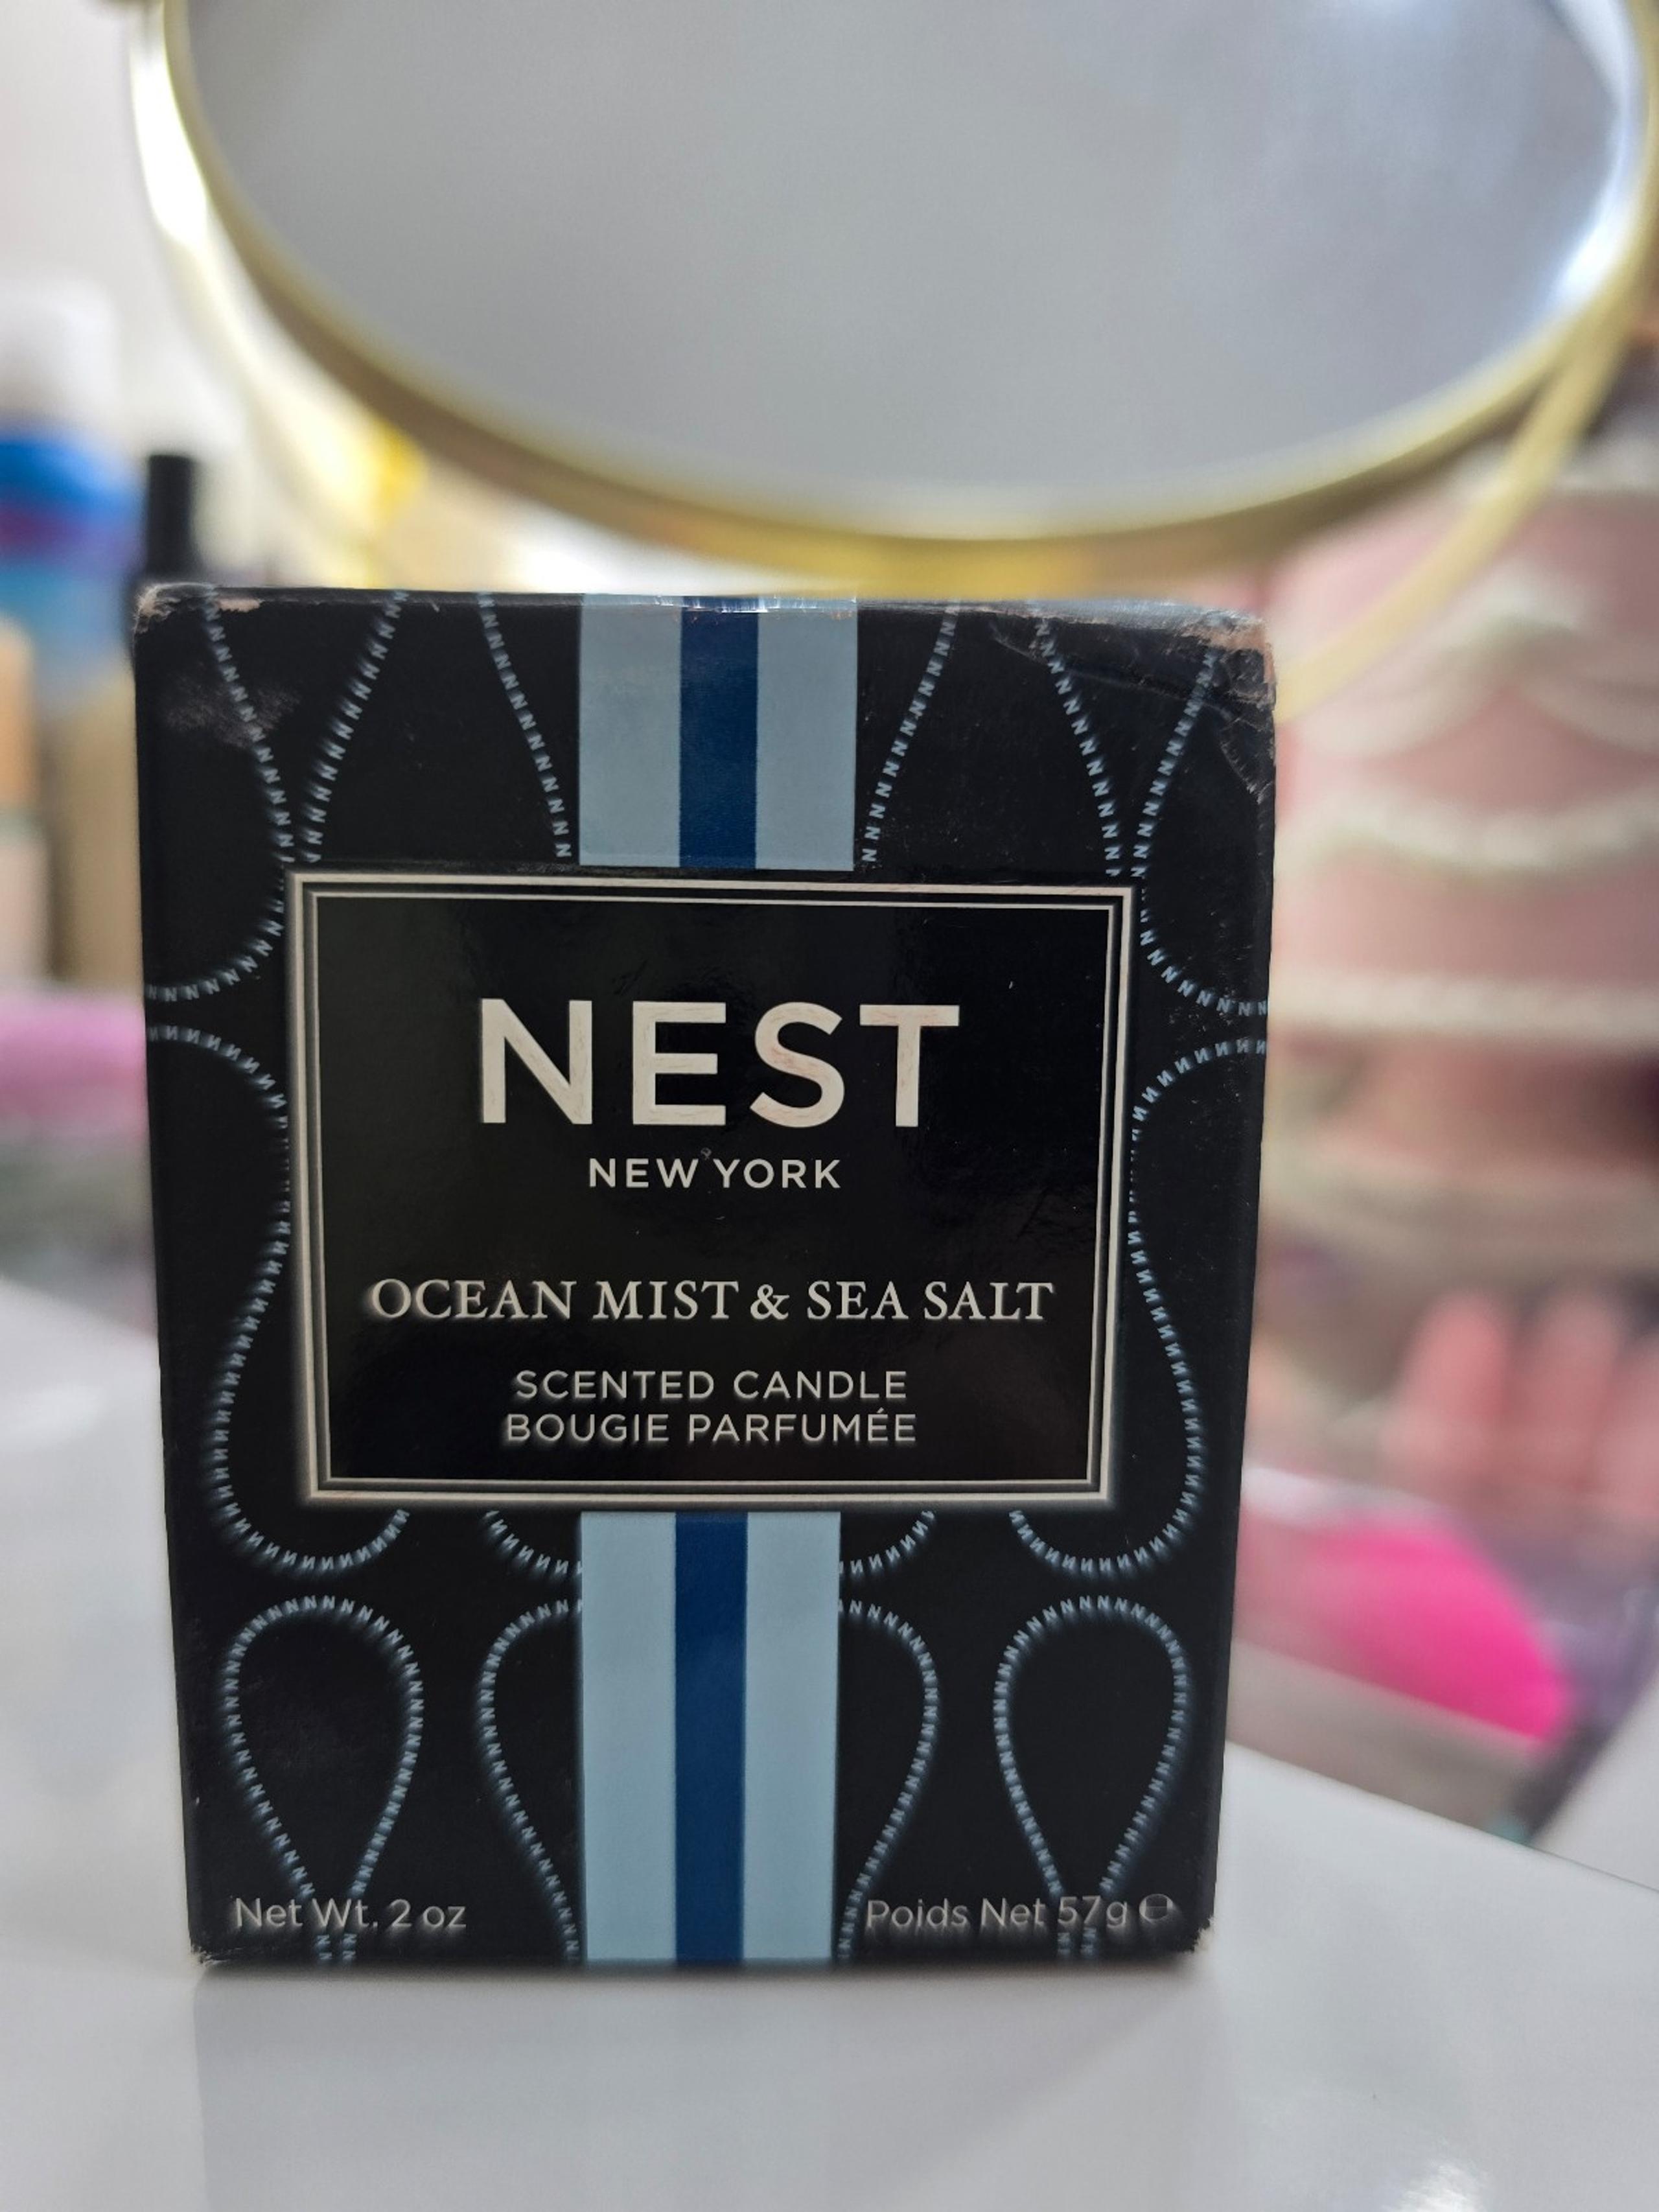 NEST
NEW YORK
OCEAN MIST & SEA SALT
SCENTED CANDLE
BOUGIE PARFUMÉE
Net Wt. 2 oz
Poids Net 57g ℮